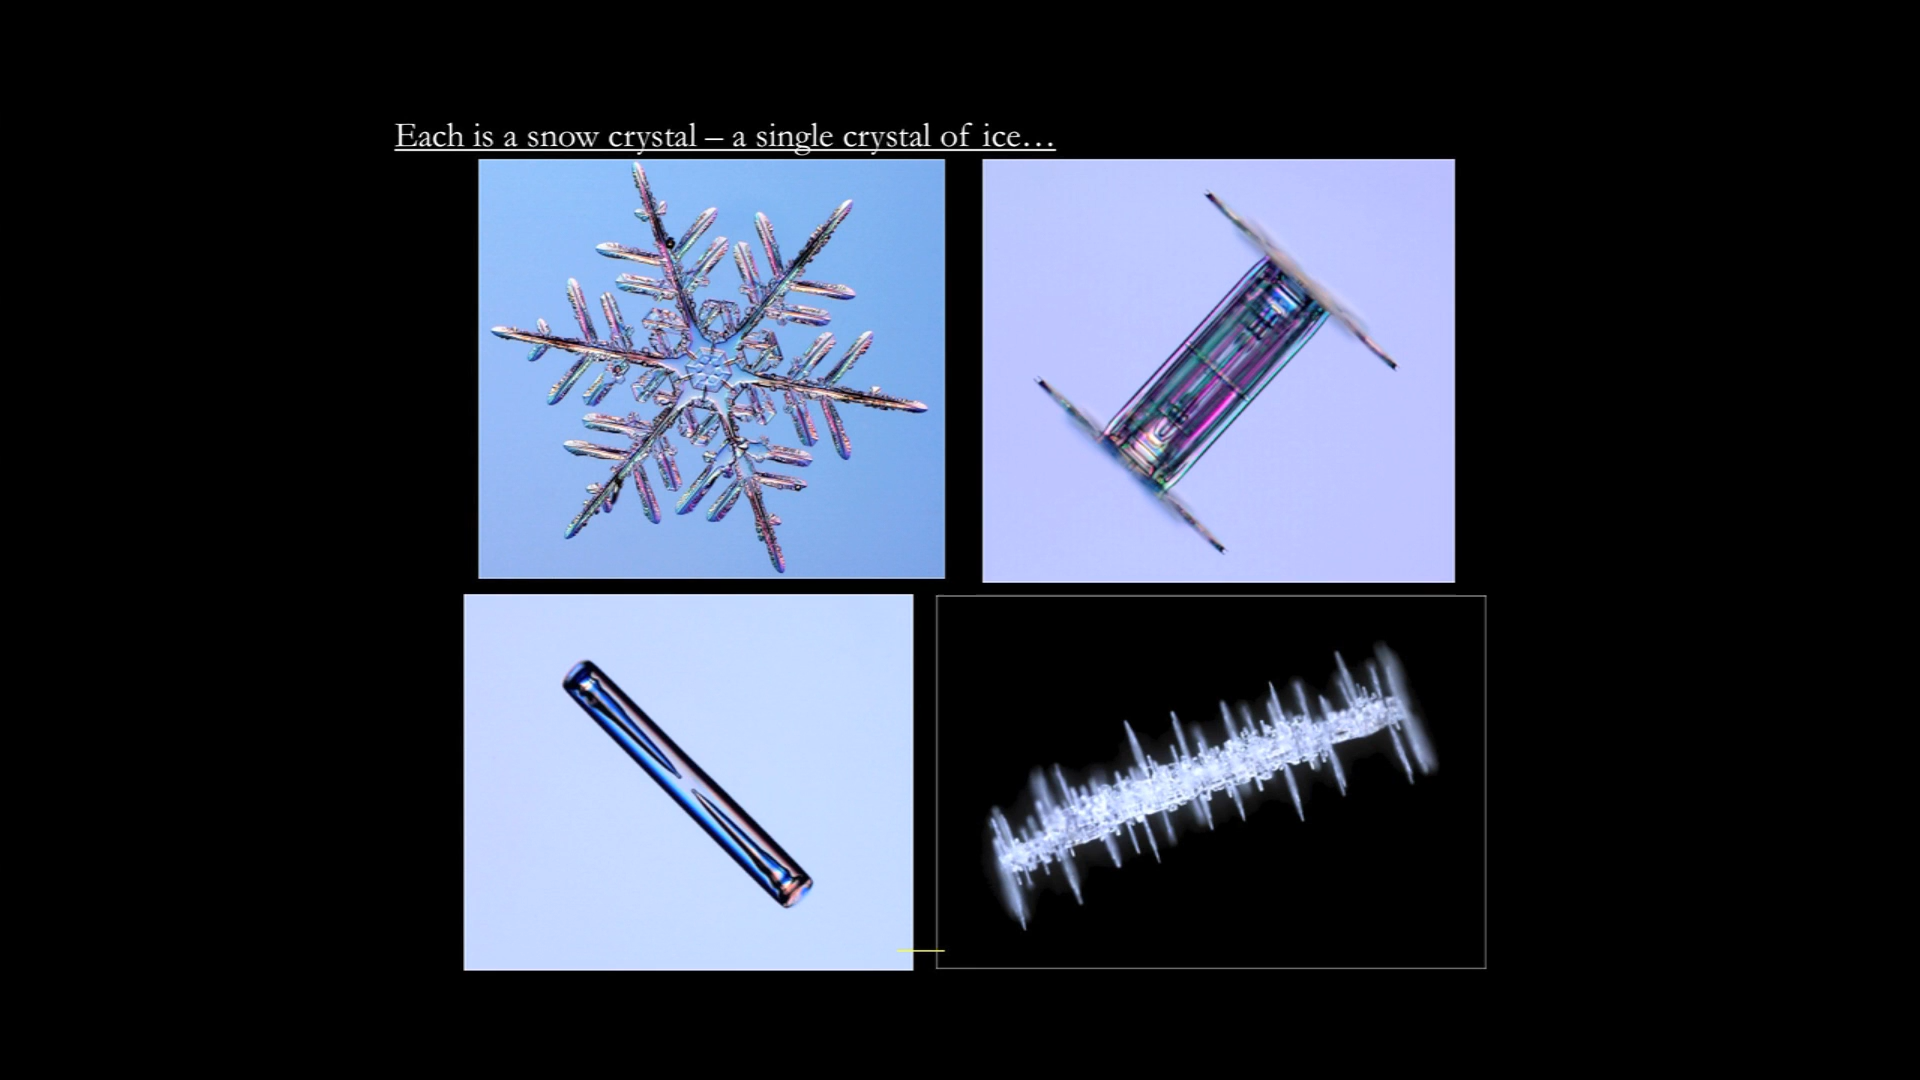 Each is a snow crystal – a single crystal of ice…